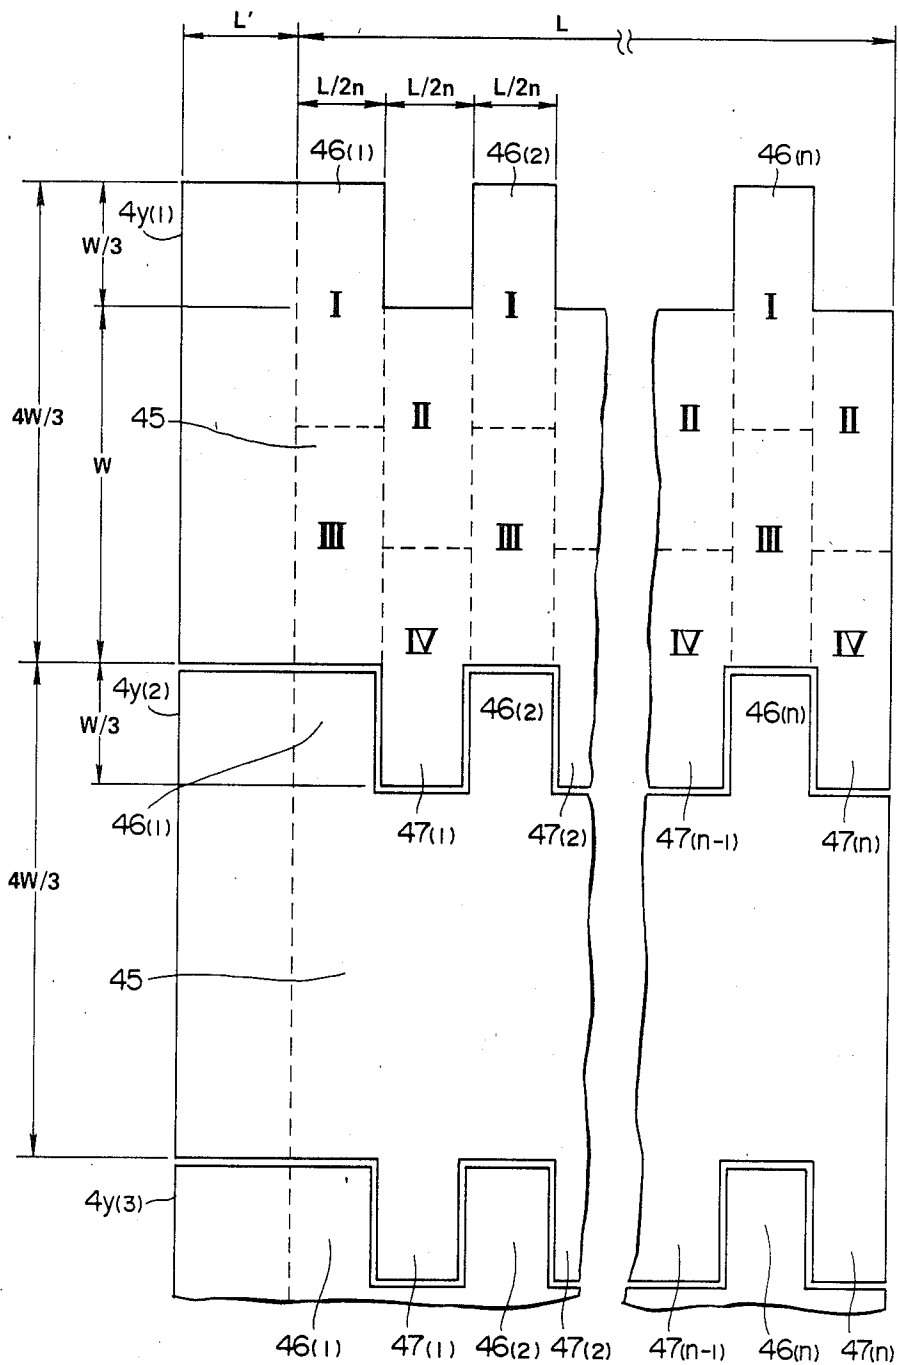 L' L
L/2n L/2n L/2n
46(1) 46(2) 46(n)
4y(1)
W/3
I I I
4W/3 45 II II II
W
III III III
IV IV IV
4y(2)
W/3 46(2) 46(n)
46(1) 47(1) 47(2) 47(n-1) 47(n)
4W/3
45
4y(3)
46(1) 47(1) 46(2) 47(2) 47(n-1) 46(n) 47(n)